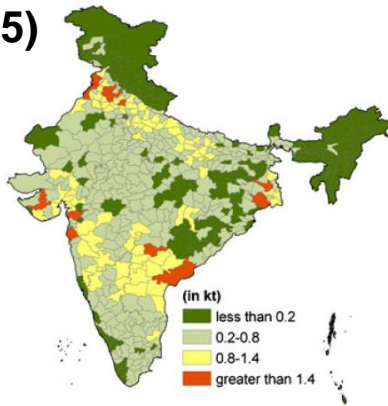 5)
(in kt)
less than 0.2
0.2-0.8
0.8-1.4
greater than 1.4